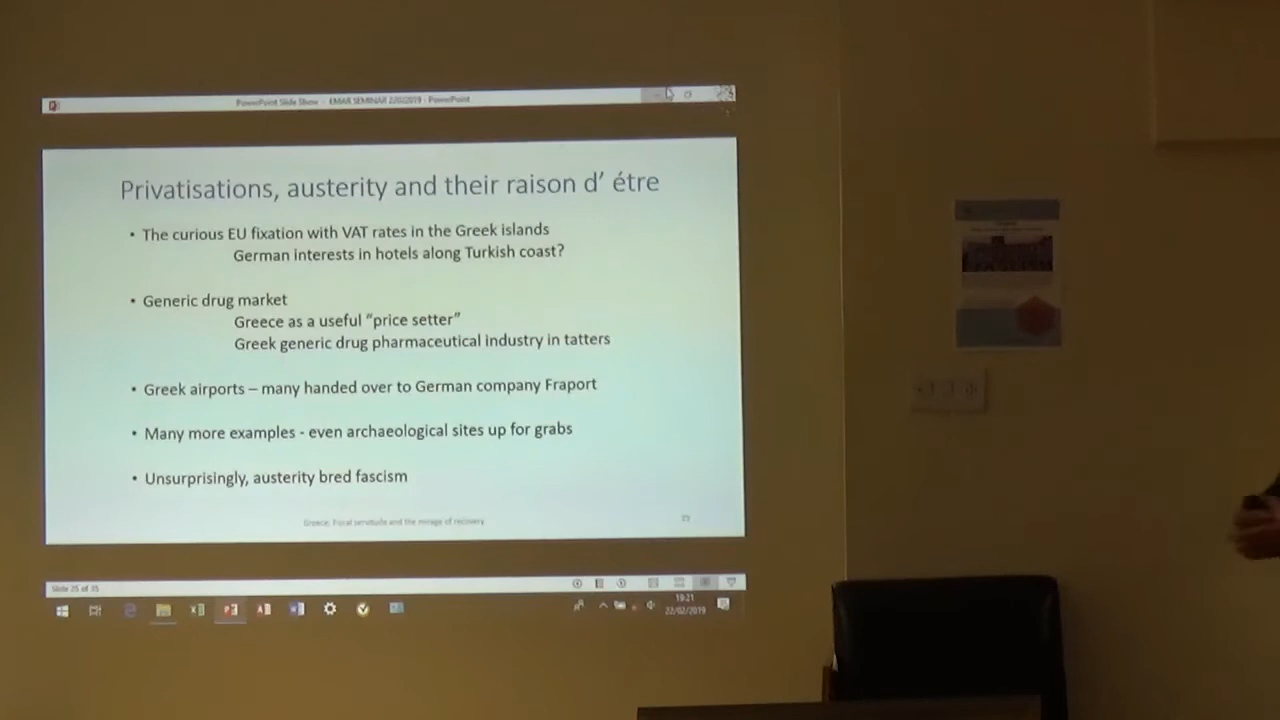 PowerPoint Slide Show - EMAR SEMINAR 22022019 - PowerPoint
Privatisations, austerity and their raison d' étre
• The curious EU fixation with VAT rates in the Greek islands
German interests in hotels along Turkish coast?
• Generic drug market
Greece as a useful “price setter”
Greek generic drug pharmaceutical industry in tatters
• Greek airports – many handed over to German company Fraport
• Many more examples - even archaeological sites up for grabs
• Unsurprisingly, austerity bred fascism
Greece: Fiscal servitude and the mirage of recovery
Slide 25 of 35
19:21
22/02/2019